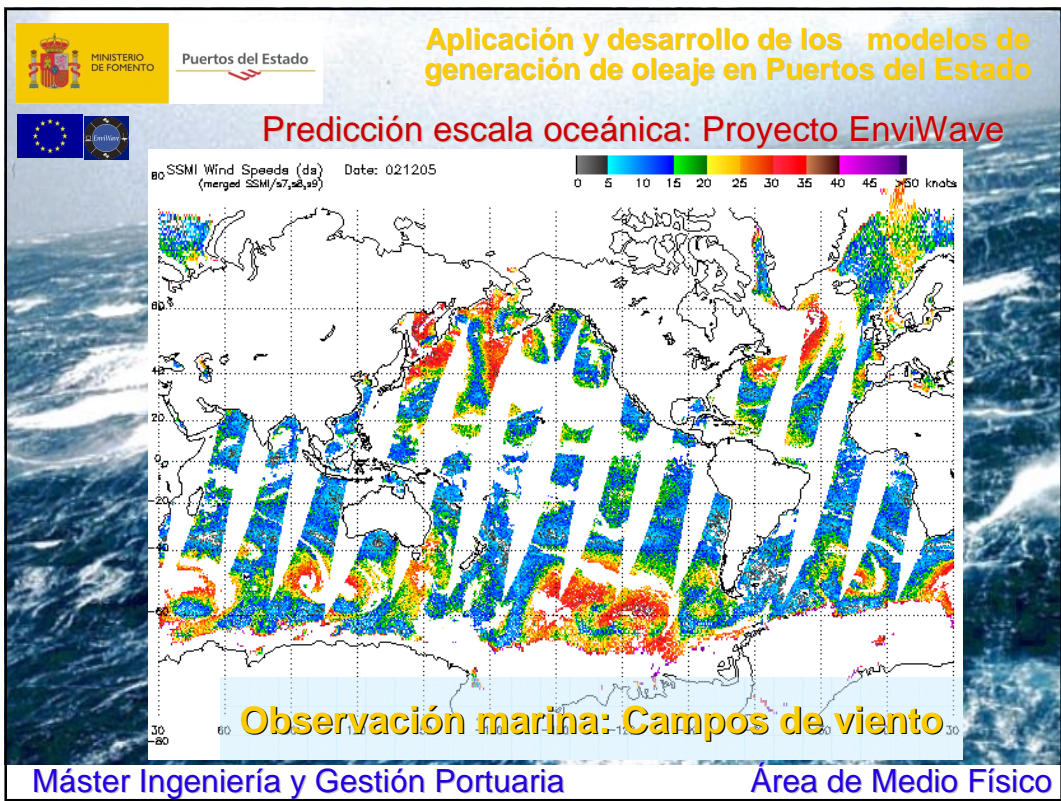 MINISTERIO
DE FOMENTO
Puertos del Estado
Aplicación y desarrollo de los modelos de
generación de oleaje en Puertos del Estado
EnviWave
Predicción escala oceánica: Proyecto EnviWave
80 SSMI Wind Speeds (ds) Date: 021205
(merged SSMI/s7,s8,s9)
0 5 10 15 20 25 30 35 40 45 >50 knots
60
40
20
0
-20
-40
-60
-80
30 60 -120 30
Observación marina: Campos de viento
Máster Ingeniería y Gestión Portuaria Área de Medio Físico